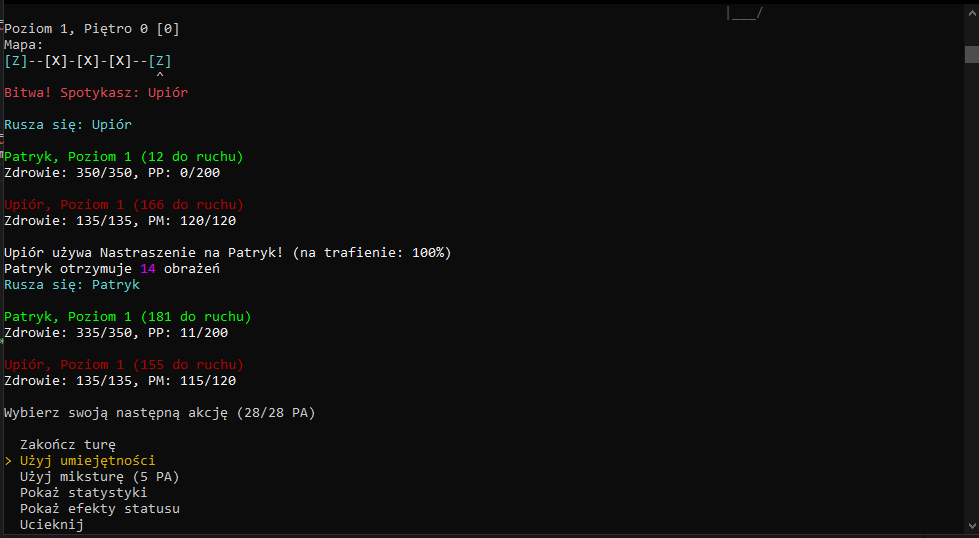 |___/
Poziom 1, Piętro 0 [0]
Mapa:
[Z]--[X]-[X]-[X]--[Z]
^
Bitwa! Spotykasz: Upiór
Rusza się: Upiór
Patryk, Poziom 1 (12 do ruchu)
Zdrowie: 350/350, PP: 0/200
Upiór, Poziom 1 (166 do ruchu)
Zdrowie: 135/135, PM: 120/120
Upiór używa Nastraszenie na Patryk! (na trafienie: 100%)
Patryk otrzymuje 14 obrażeń
Rusza się: Patryk
Patryk, Poziom 1 (181 do ruchu)
Zdrowie: 335/350, PP: 11/200
Upiór, Poziom 1 (155 do ruchu)
Zdrowie: 135/135, PM: 115/120
Wybierz swoją następną akcję (28/28 PA)
Zakończ turę
> Użyj umiejętności
Użyj miksturę (5 PA)
Pokaż statystyki
Pokaż efekty statusu
Ucieknij